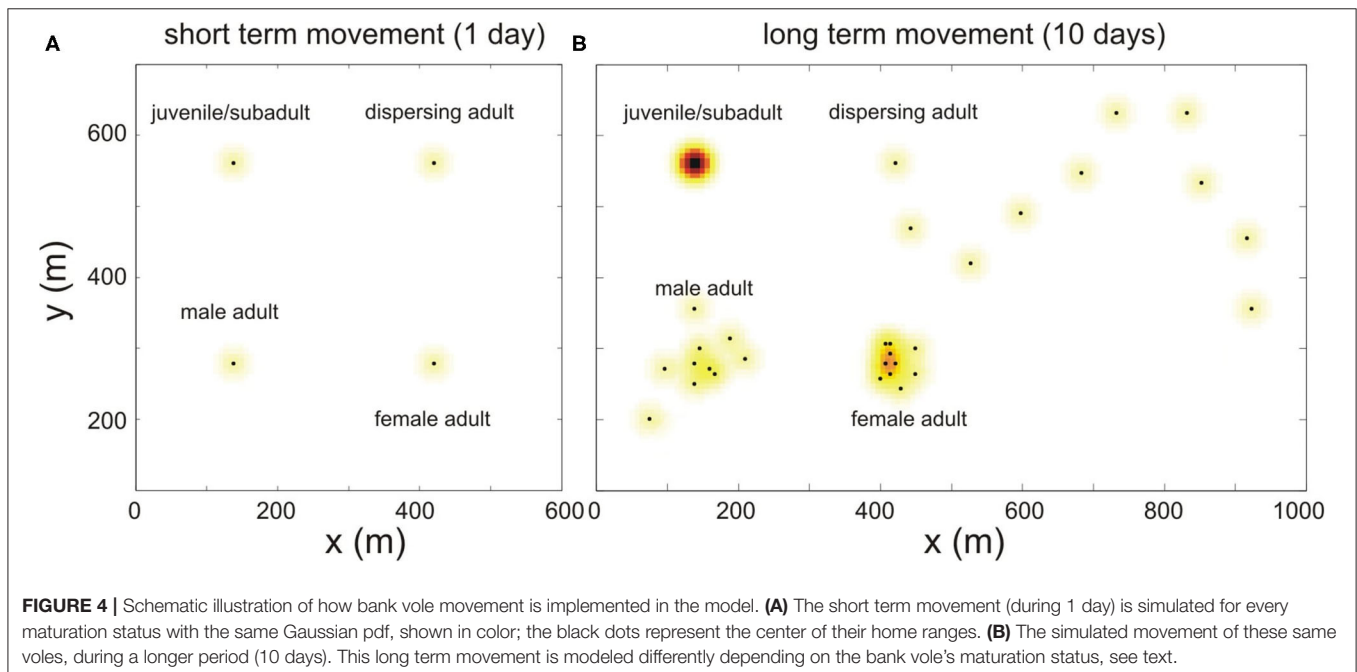 A
short term movement (1 day)
B
long term movement (10 days)
juvenile/subadult
dispersing adult
male adult
female adult
juvenile/subadult
dispersing adult
male adult
female adult
600
400
200
y (m)
0 200 400 600
x (m)
0 200 400 600 800 1000
x (m)
FIGURE 4 | Schematic illustration of how bank vole movement is implemented in the model. (A) The short term movement (during 1 day) is simulated for every
maturation status with the same Gaussian pdf, shown in color; the black dots represent the center of their home ranges. (B) The simulated movement of these same
voles, during a longer period (10 days). This long term movement is modeled differently depending on the bank vole's maturation status, see text.